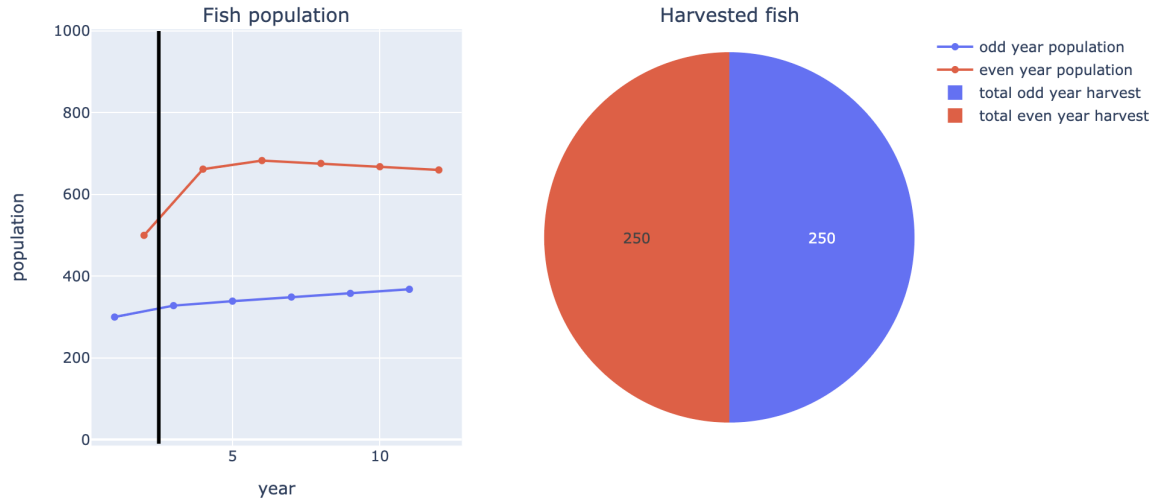 Fish population
Harvested fish
1000
800
600
400
200
0
population
5
10
year
250
250
odd year population
even year population
total odd year harvest
total even year harvest